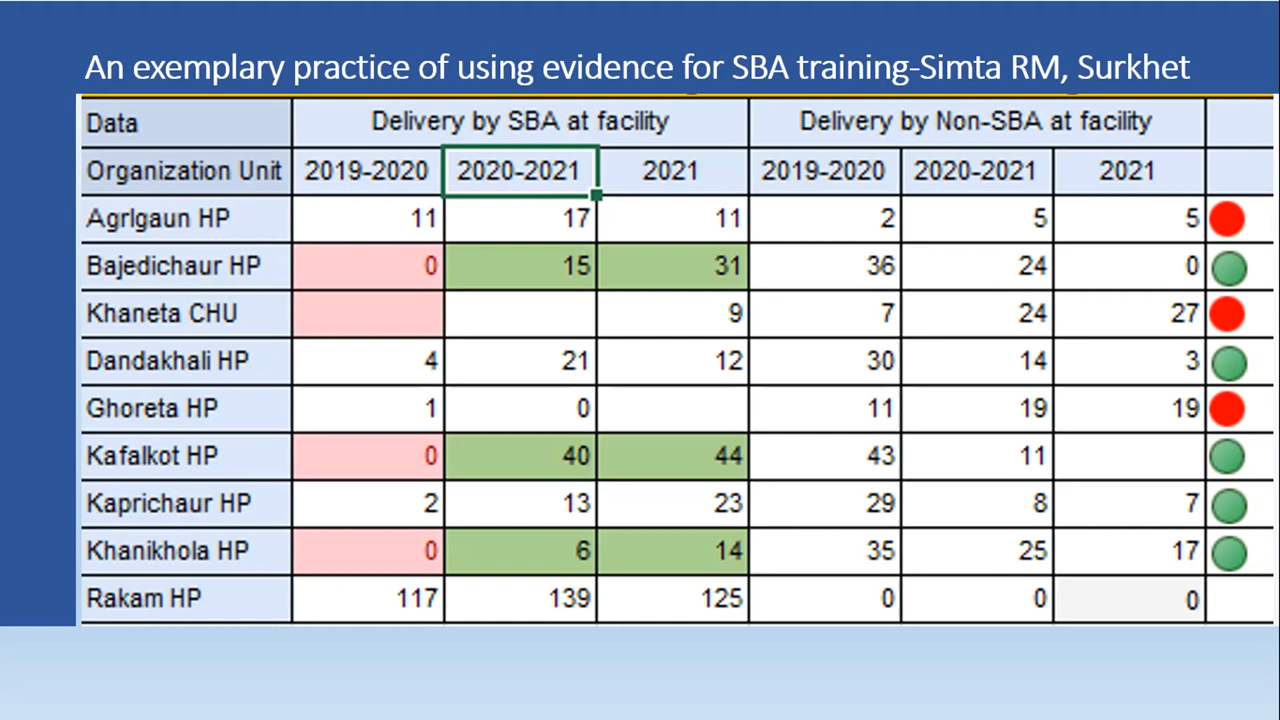 An exemplary practice of using evidence for SBA training-Simta RM, Surkhet
Data Delivery by SBA at facility Delivery by Non-SBA at facility
Organization Unit 2019-2020 2020-2021 2021 2019-2020 2020-2021 2021
Agrlgaun HP 11 17 11 2 5 5
Bajedichaur HP 0 15 31 36 24 0
Khaneta CHU 9 7 24 27
Dandakhali HP 4 21 12 30 14 3
Ghoreta HP 1 0 11 19 19
Kafalkot HP 0 40 44 43 11
Kaprichaur HP 2 13 23 29 8 7
Khanikhola HP 0 6 14 35 25 17
Rakam HP 117 139 125 0 0 0